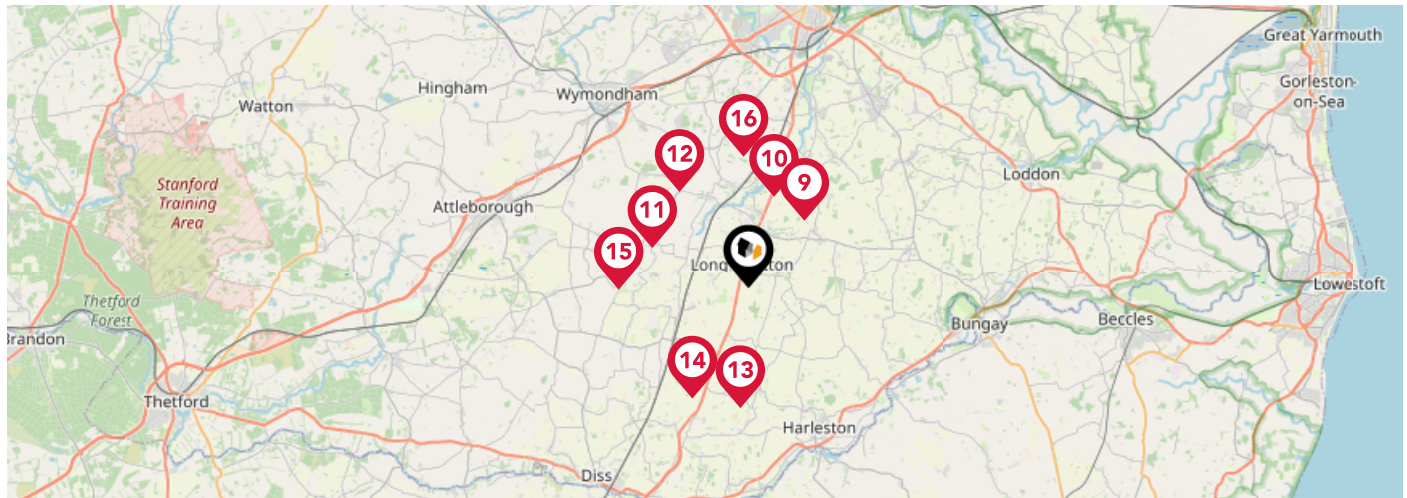 Great Yarmouth
Gorleston-
on-Sea
Hingham
Wymondham
Watton
16
12
10
9
Stanford
Training
Area
Loddon
Attleborough
11
15
Lowestoft
Thetford
Forest
Bungay
Beccles
Brandon
14
13
Thetford
Harleston
Diss